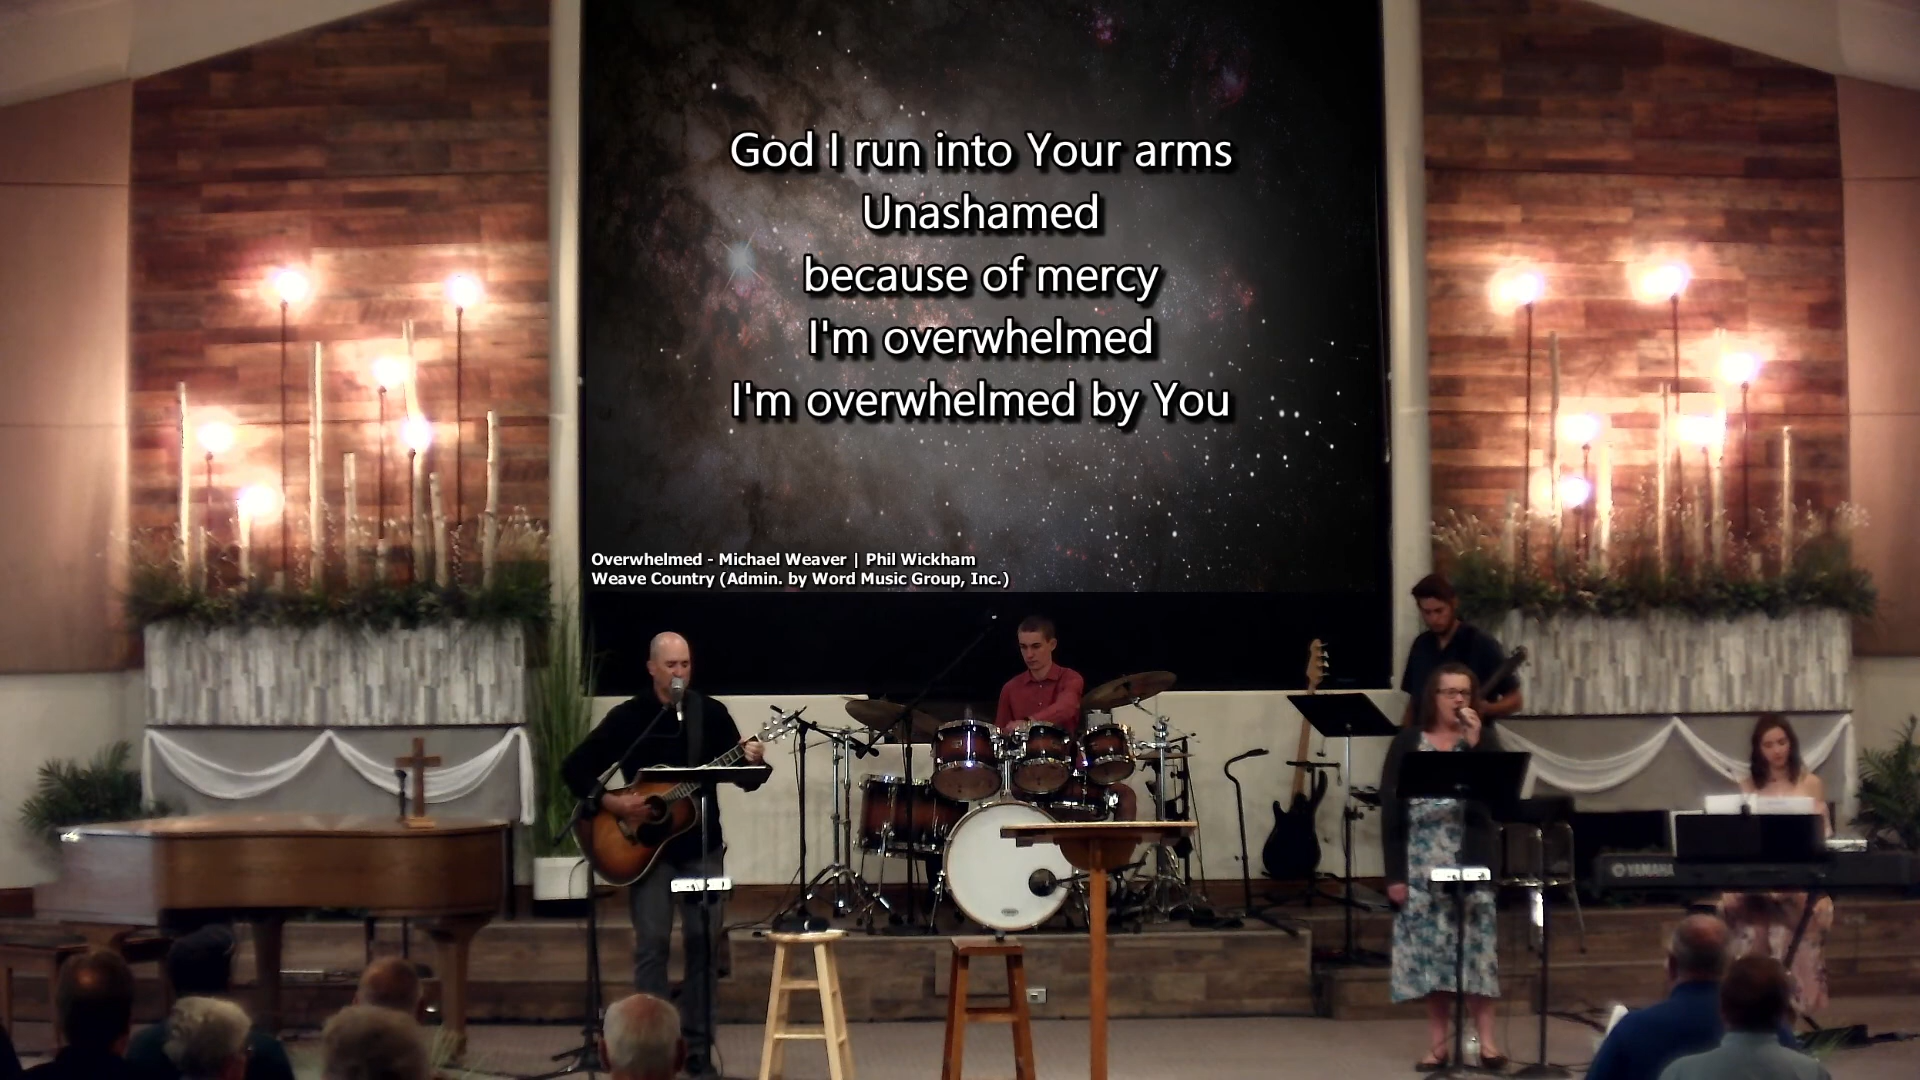 God I run into Your arms
Unashamed
because of mercy
I'm overwhelmed
I'm overwhelmed by You
Overwhelmed - Michael Weaver | Phil Wickham
Weave Country (Admin. by Word Music Group, Inc.)
YAMAHA